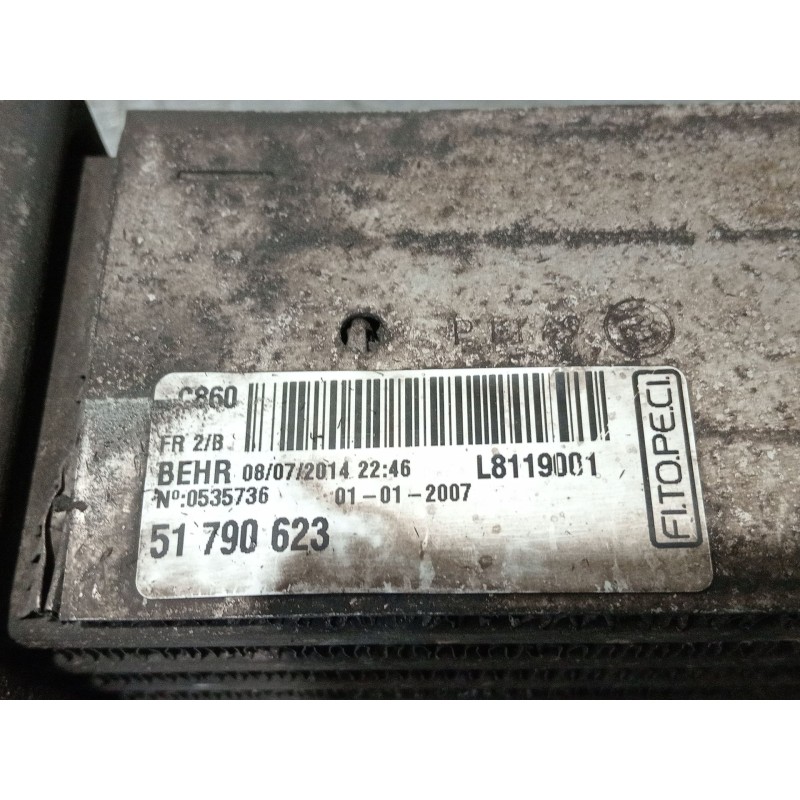 C860
FR 2/B
BEHR 08/07/2014 22:46 L8119001
Nº:0535736 01-01-2007
51 790 623
FI.TO.PE.CI.